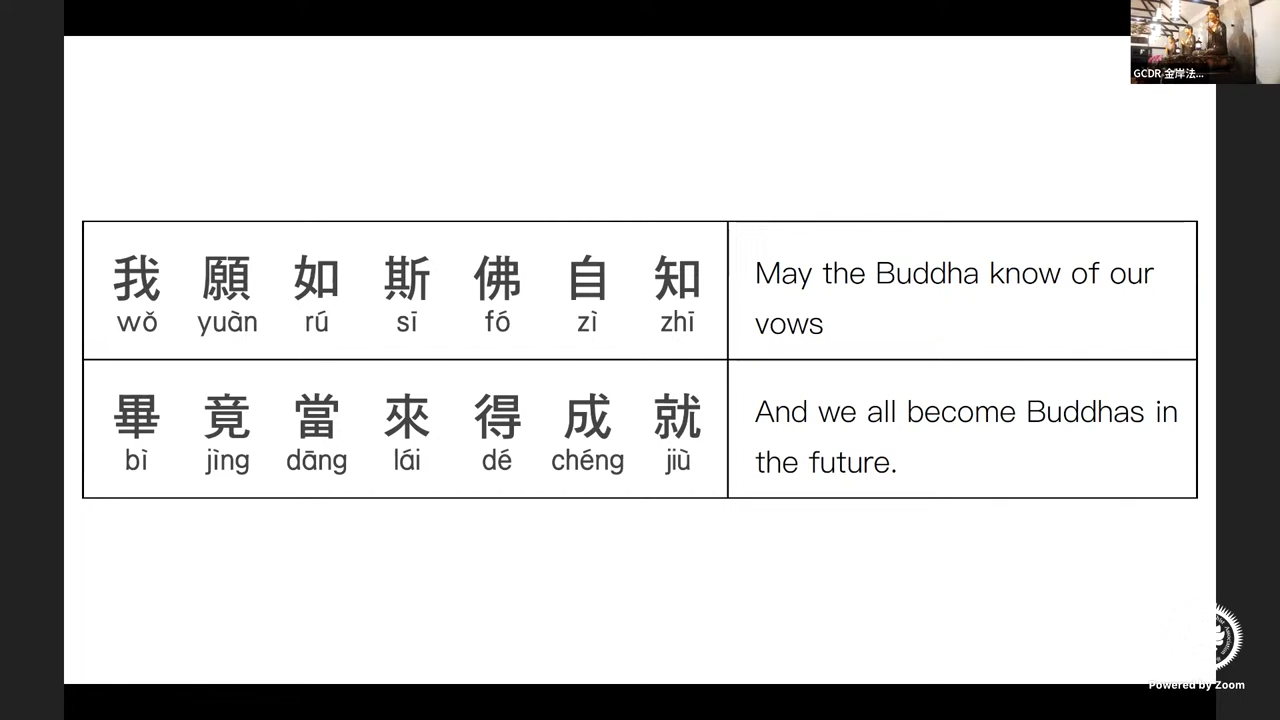 GCDR 金岸法...
我 願 如 斯 佛 自 知
wǒ yuàn rú sī fó zì zhī
May the Buddha know of our
vows
畢 竟 當 來 得 成 就
bì jìng dāng lái dé chéng jiù
And we all become Buddhas in
the future.
Powered by Zoom